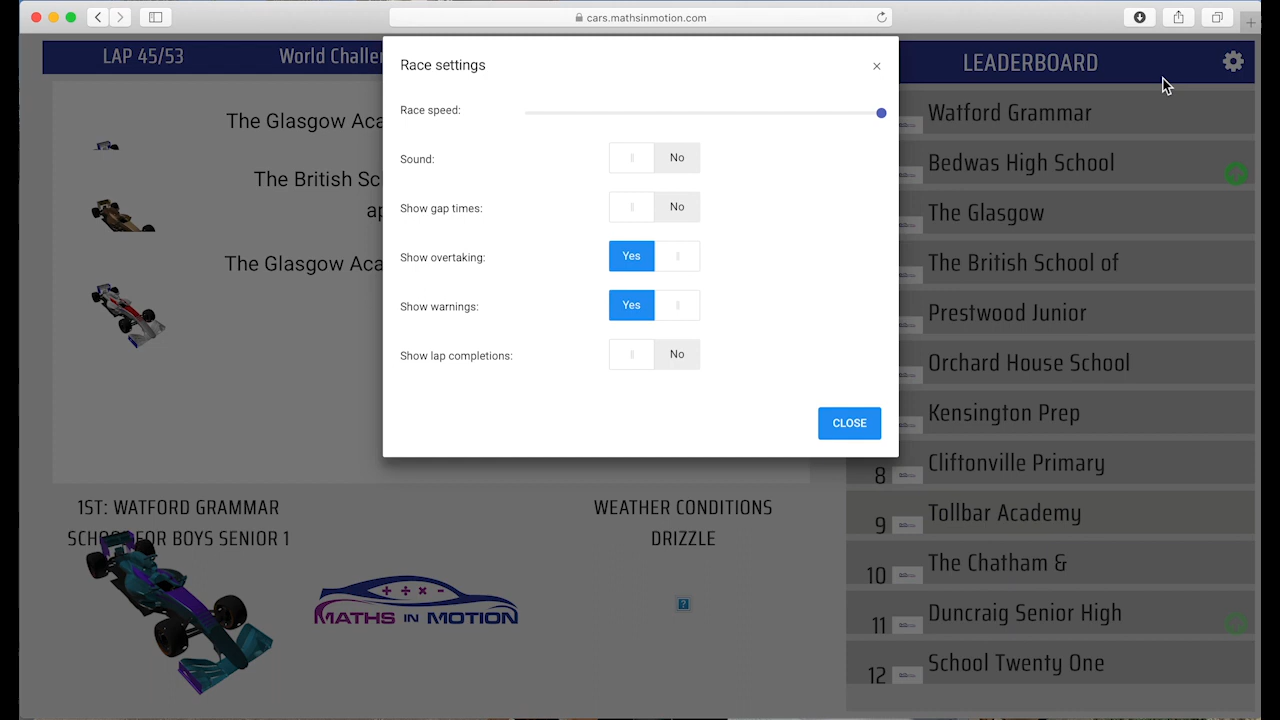 cars.mathsinmotion.com
LAP 45/53
World Challe
The Glasgow Aca
The British Sc
ap
The Glasgow Aca
Race settings
×
Race speed:
Sound:
No
Show gap times:
No
Show overtaking:
Yes
Show warnings:
Yes
Show lap completions:
No
CLOSE
1ST: WATFORD GRAMMAR
SCHOOL FOR BOYS SENIOR 1
MATHS IN MOTION
WEATHER CONDITIONS
DRIZZLE
?
LEADERBOARD
Watford Grammar
Bedwas High School
The Glasgow
The British School of
Prestwood Junior
Orchard House School
Kensington Prep
8 Cliftonville Primary
9 Tollbar Academy
10 The Chatham &
11 Duncraig Senior High
12 School Twenty One